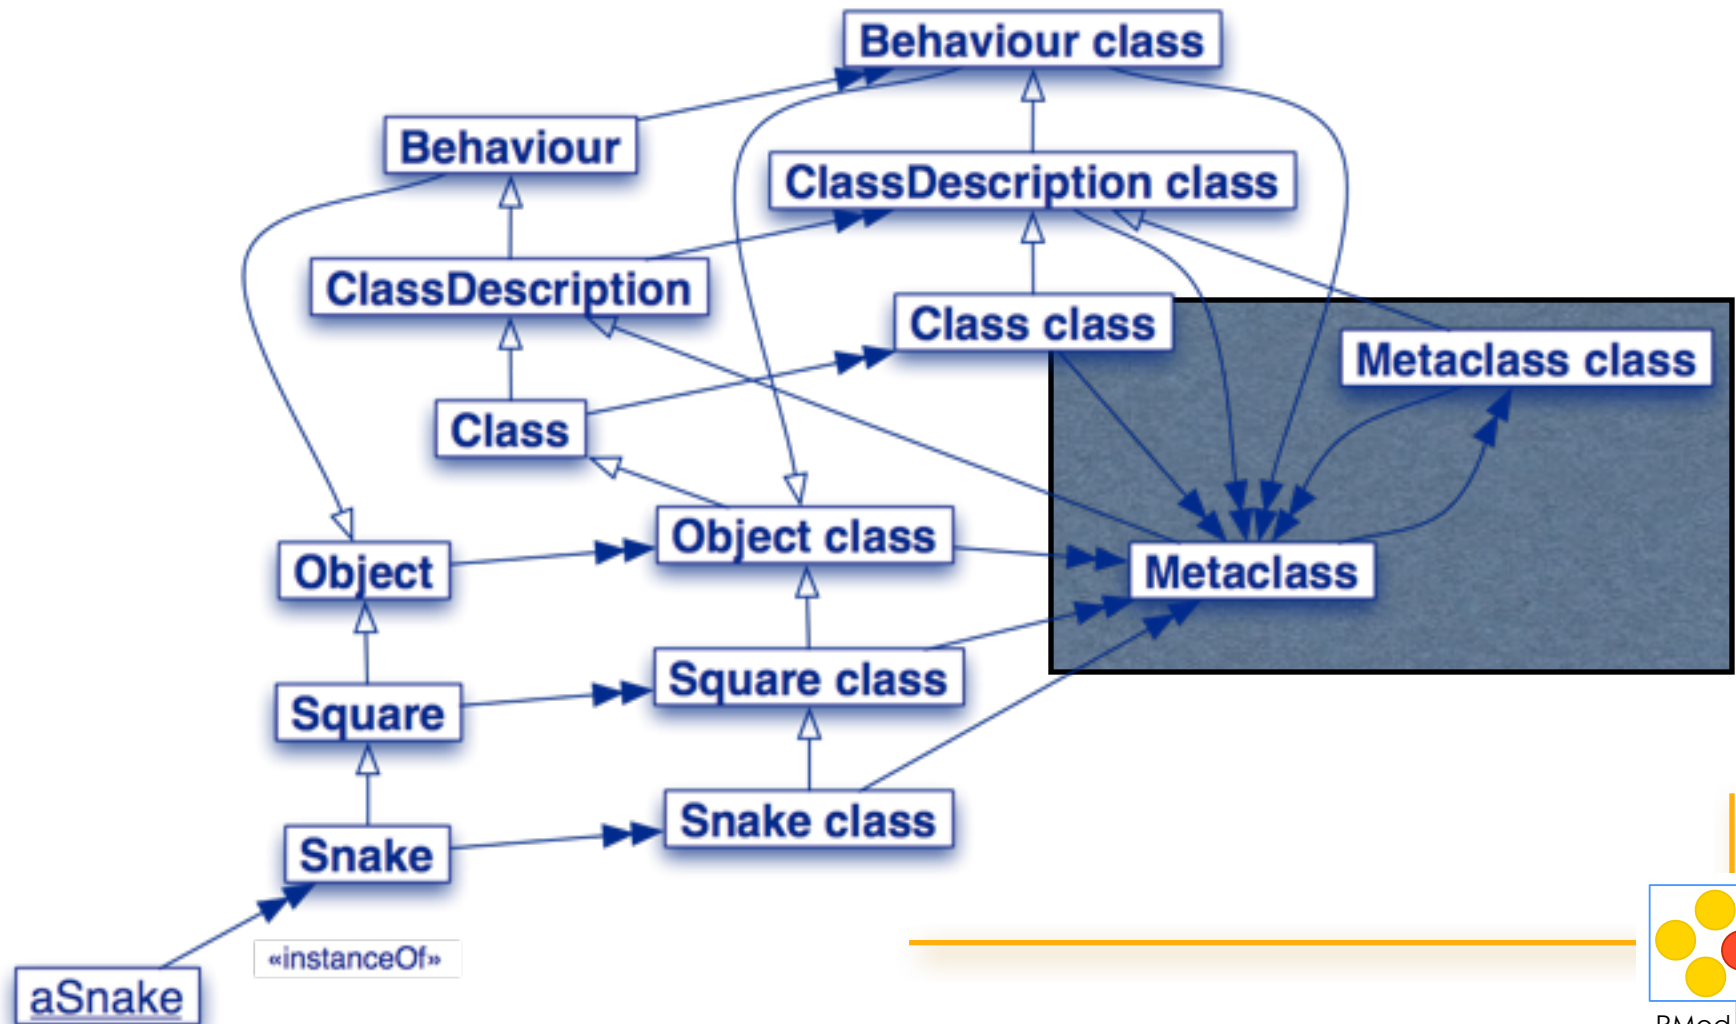 Behaviour class
Behaviour
ClassDescription class
ClassDescription
Class class
Metaclass class
Class
Object class
Object
Metaclass
Square class
Square
Snake class
Snake
«instanceOf»
aSnake